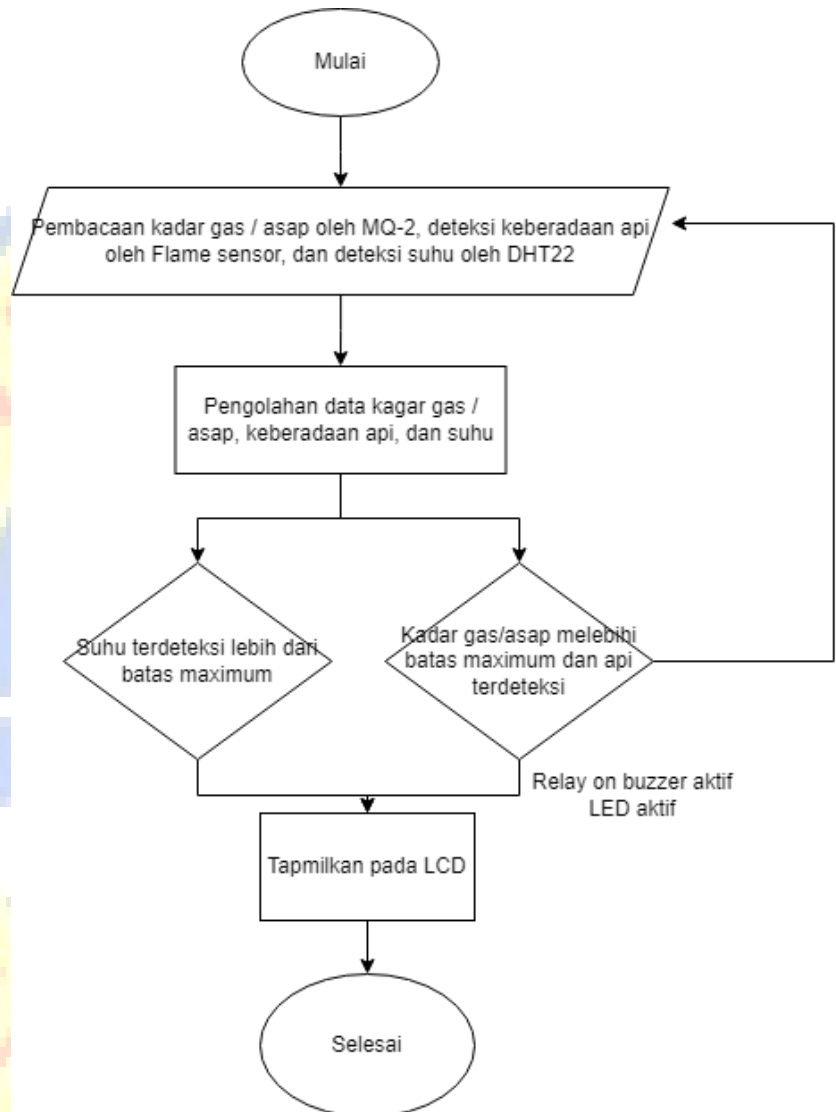 Mulai
Pembacaan kadar gas / asap oleh MQ-2, deteksi keberadaan api
oleh Flame sensor, dan deteksi suhu oleh DHT22
Pengolahan data kagar gas /
asap, keberadaan api, dan suhu
Suhu terdeteksi lebih dari
batas maximum
Kadar gas/asap melebihi
batas maximum dan api
terdeteksi
Relay on buzzer aktif
LED aktif
Tapmilkan pada LCD
Selesai